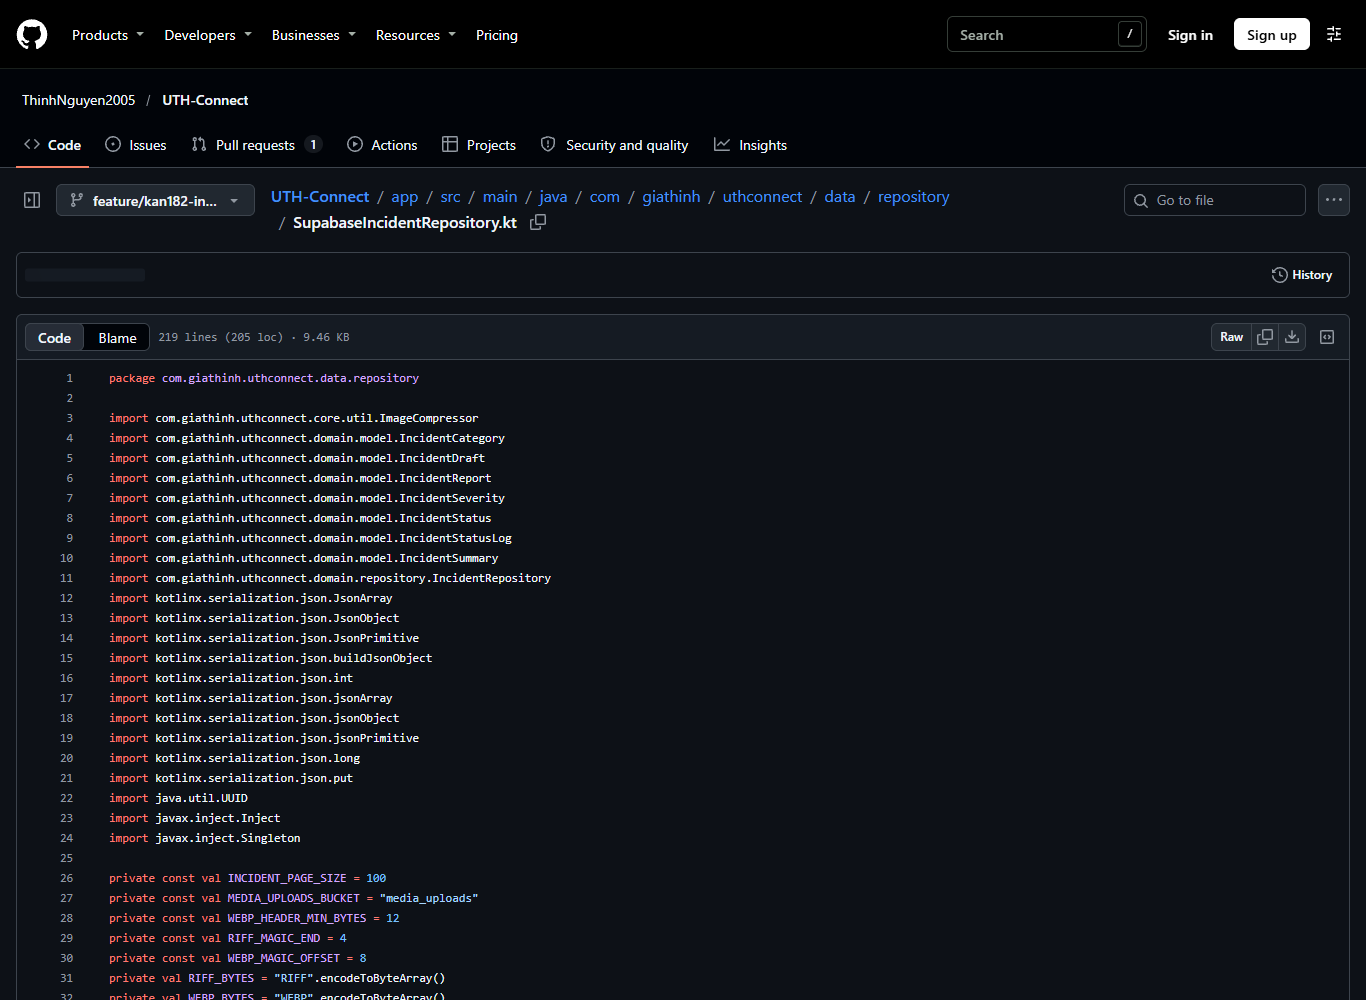 Products Developers Businesses Resources Pricing Search / Sign in Sign up
ThinhNguyen2005 / UTH-Connect
Code Issues Pull requests 1 Actions Projects Security and quality Insights
feature/kan182-in... UTH-Connect / app / src / main / java / com / giathinh / uthconnect / data / repository Go to file
/ SupabaseIncidentRepository.kt
History
Code Blame 219 lines (205 loc) · 9.46 KB Raw
1 package com.giathinh.uthconnect.data.repository
2
3 import com.giathinh.uthconnect.core.util.ImageCompressor
4 import com.giathinh.uthconnect.domain.model.IncidentCategory
5 import com.giathinh.uthconnect.domain.model.IncidentDraft
6 import com.giathinh.uthconnect.domain.model.IncidentReport
7 import com.giathinh.uthconnect.domain.model.IncidentSeverity
8 import com.giathinh.uthconnect.domain.model.IncidentStatus
9 import com.giathinh.uthconnect.domain.model.IncidentStatusLog
10 import com.giathinh.uthconnect.domain.model.IncidentSummary
11 import com.giathinh.uthconnect.domain.repository.IncidentRepository
12 import kotlinx.serialization.json.JsonArray
13 import kotlinx.serialization.json.JsonObject
14 import kotlinx.serialization.json.JsonPrimitive
15 import kotlinx.serialization.json.buildJsonObject
16 import kotlinx.serialization.json.int
17 import kotlinx.serialization.json.jsonArray
18 import kotlinx.serialization.json.jsonObject
19 import kotlinx.serialization.json.jsonPrimitive
20 import kotlinx.serialization.json.long
21 import kotlinx.serialization.json.put
22 import java.util.UUID
23 import javax.inject.Inject
24 import javax.inject.Singleton
25
26 private const val INCIDENT_PAGE_SIZE = 100
27 private const val MEDIA_UPLOADS_BUCKET = "media_uploads"
28 private const val WEBP_HEADER_MIN_BYTES = 12
29 private const val RIFF_MAGIC_END = 4
30 private const val WEBP_MAGIC_OFFSET = 8
31 private val RIFF_BYTES = "RIFF".encodeToByteArray()
32 private val WEBP_BYTES = "WEBP".encodeToByteArray()